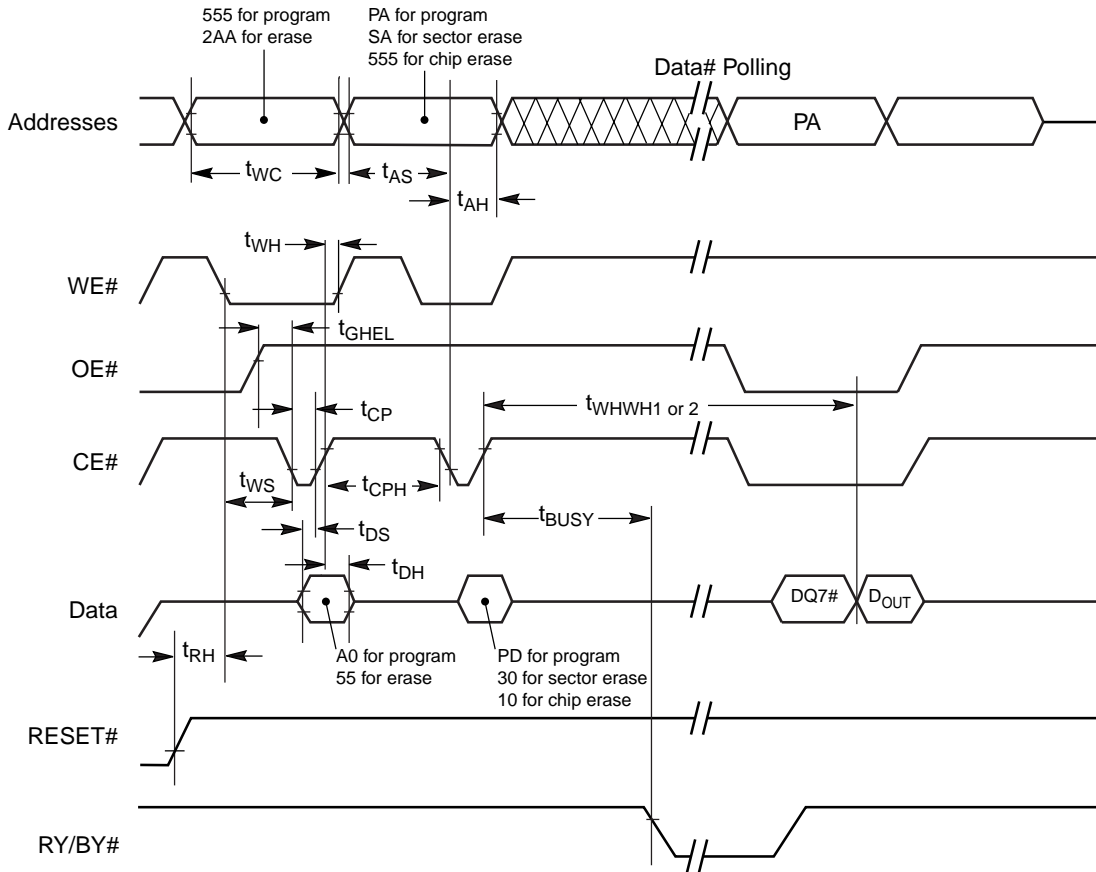 555 for program
2AA for erase
PA for program
SA for sector erase
555 for chip erase
Data# Polling
Addresses
PA
tWC
tAS
tAH
tWH
WE#
tGHEL
OE#
tWHWH1 or 2
tCP
CE#
tWS
tCPH
tBUSY
tDS
tDH
Data
DQ7#
DOUT
tRH
A0 for program
55 for erase
PD for program
30 for sector erase
10 for chip erase
RESET#
RY/BY#